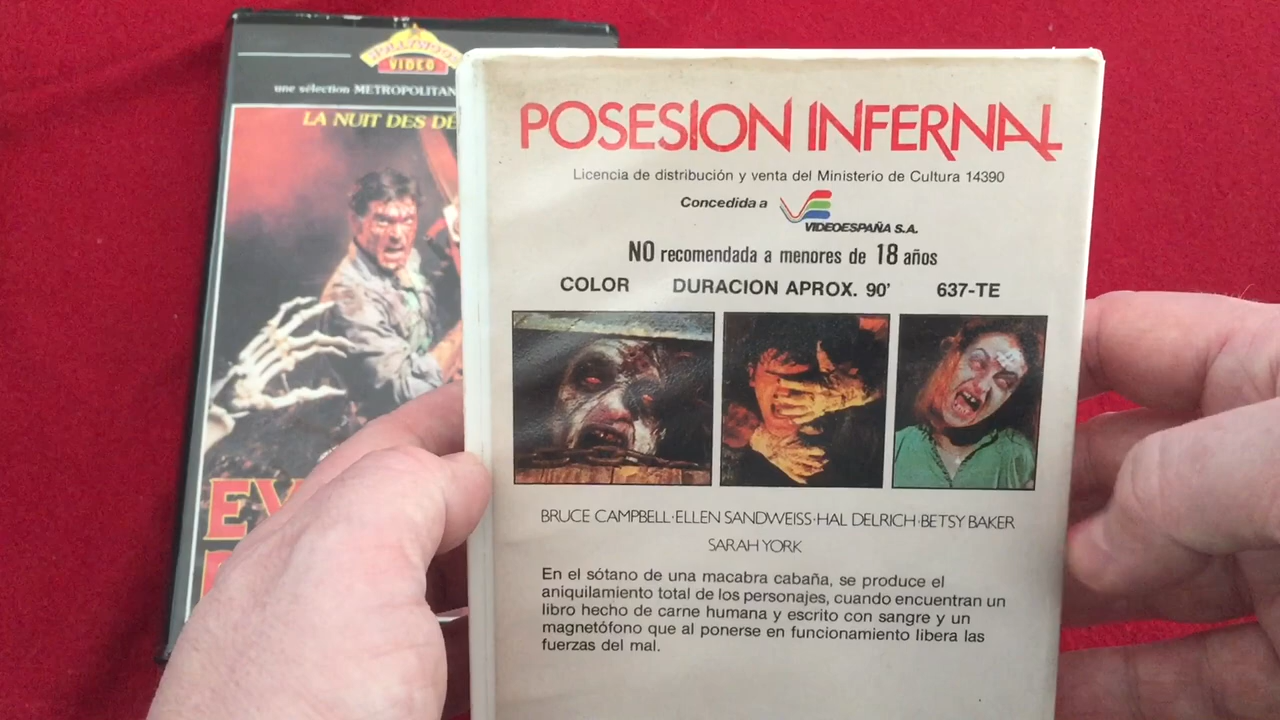 HOLLYWOOD
VIDEO
une sélection METROPOLITAN
LA NUIT DES
POSESION INFERNAL
Licencia de distribución y venta del Ministerio de Cultura 14390
Concedida a
VIDEOESPAÑA S.A.
NO recomendada a menores de 18 años
COLOR DURACION APROX. 90' 637-TE
BRUCE CAMPBELL·ELLEN SANDWEISS·HAL DELRICH·BETSY BAKER
SARAH YORK
En el sótano de una macabra cabaña, se produce el
aniquilamiento total de los personajes, cuando encuentran un
libro hecho de carne humana y escrito con sangre y un
magnetófono que al ponerse en funcionamiento libera las
fuerzas del mal.